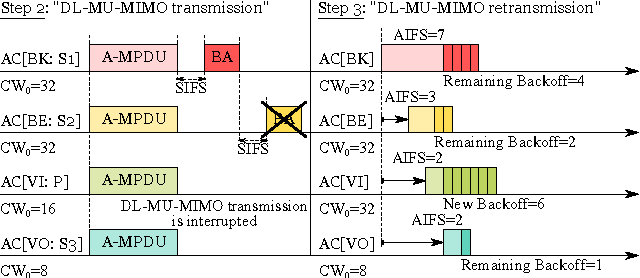 Step 2: "DL-MU-MIMO transmission"
Step 3: "DL-MU-MIMO retransmission"
AIFS=7
AC[BK: S1]
A-MPDU
BA
AC[BK]
CW₀=32
SIFS
CW₀=32
Remaining Backoff=4
AIFS=3
AC[BE: S2]
A-MPDU
BA
AC[BE]
CW₀=32
SIFS
CW₀=32
Remaining Backoff=2
AIFS=2
AC[VI: P]
A-MPDU
AC[VI]
CW₀=16
DL-MU-MIMO transmission
is interrupted
CW₀=32
New Backoff=6
AIFS=2
AC[VO: S3]
A-MPDU
AC[VO]
CW₀=8
CW₀=8
Remaining Backoff=1